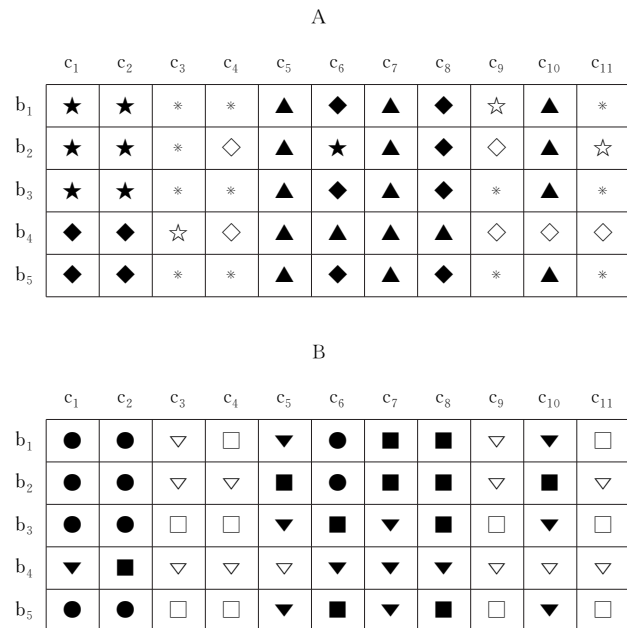 A
c₁ c₂ c₃ c₄ c₅ c₆ c₇ c₈ c₉ c₁₀ c₁₁
b₁
b₂
b₃
b₄
b₅
B
c₁ c₂ c₃ c₄ c₅ c₆ c₇ c₈ c₉ c₁₀ c₁₁
b₁
b₂
b₃
b₄
b₅